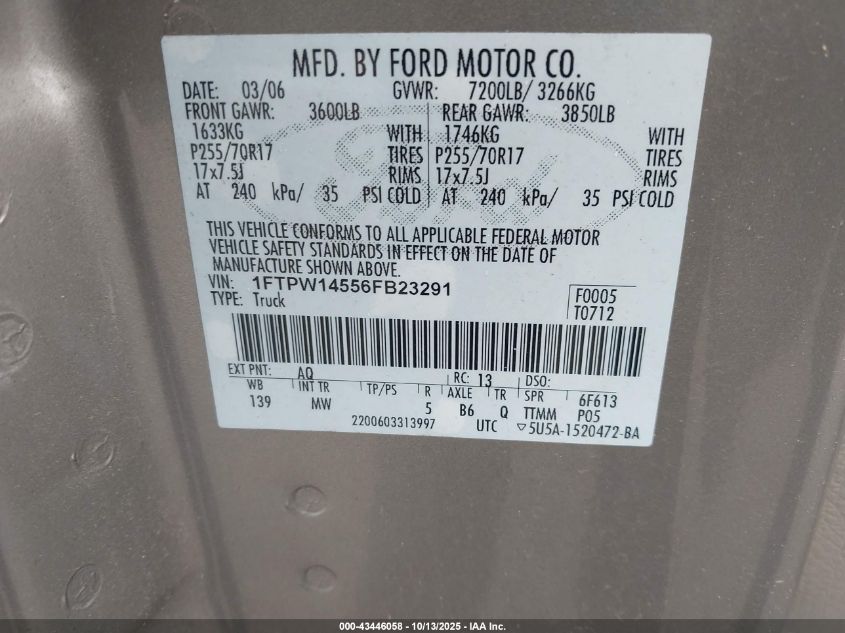 MFD. BY FORD MOTOR CO.
DATE: 03/06 GVWR: 7200LB/ 3266KG
FRONT GAWR: 3600LB REAR GAWR: 3850LB
1633KG WITH 1746KG WITH
P255/70R17 TIRES P255/70R17 TIRES
17x7.5J RIMS 17x7.5J RIMS
AT 240 kPa/ 35 PSI COLD AT 240 kPa/ 35 PSI COLD
THIS VEHICLE CONFORMS TO ALL APPLICABLE FEDERAL MOTOR
VEHICLE SAFETY STANDARDS IN EFFECT ON THE DATE OF
MANUFACTURE SHOWN ABOVE.
VIN: 1FTPW14556FB23291
TYPE: Truck
F0005
T0712
EXT PNT: AQ RC: 13 DSO:
WB INT TR TP/PS R AXLE TR SPR 6F613
139 MW 5 B6 Q TTMM P05
2200603313997 UTC ▽5U5A-1520472-BA
Ford
000-43446058 - 10/13/2025 - IAA Inc.